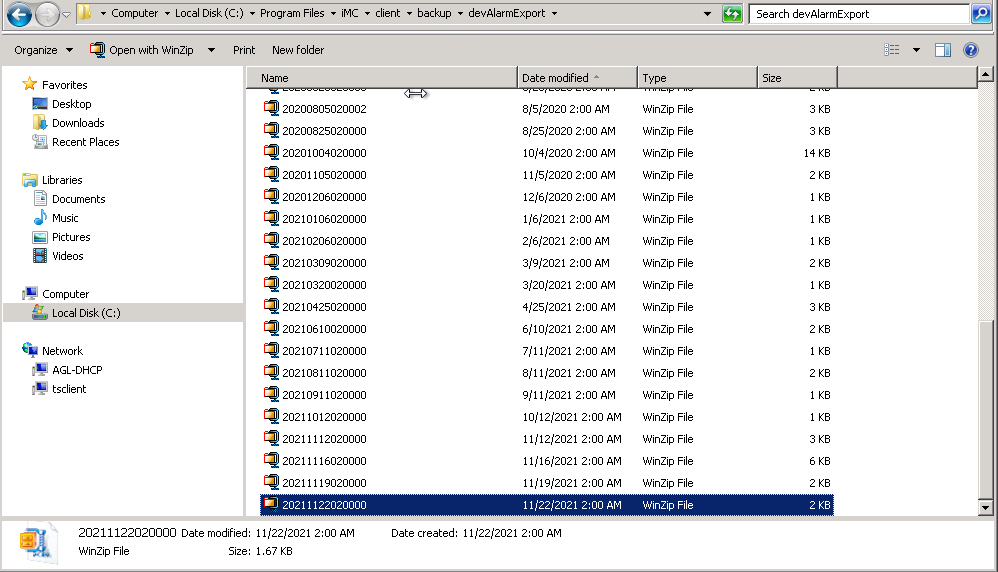 Computer Local Disk (C:) Program Files iMC client backup devAlarmExport Search devAlarmExport
Organize Open with WinZip Print New folder
Favorites
Desktop
Downloads
Recent Places
Libraries
Documents
Music
Pictures
Videos
Computer
Local Disk (C:)
Network
AGL-DHCP
tsclient
Name Date modified Type Size
20200805020002 8/5/2020 2:00 AM WinZip File 3 KB
20200825020000 8/25/2020 2:00 AM WinZip File 3 KB
20201004020000 10/4/2020 2:00 AM WinZip File 14 KB
20201105020000 11/5/2020 2:00 AM WinZip File 2 KB
20201206020000 12/6/2020 2:00 AM WinZip File 1 KB
20210106020000 1/6/2021 2:00 AM WinZip File 1 KB
20210206020000 2/6/2021 2:00 AM WinZip File 1 KB
20210309020000 3/9/2021 2:00 AM WinZip File 2 KB
20210320020000 3/20/2021 2:00 AM WinZip File 1 KB
20210425020000 4/25/2021 2:00 AM WinZip File 3 KB
20210610020000 6/10/2021 2:00 AM WinZip File 2 KB
20210711020000 7/11/2021 2:00 AM WinZip File 1 KB
20210811020000 8/11/2021 2:00 AM WinZip File 2 KB
20210911020000 9/11/2021 2:00 AM WinZip File 1 KB
20211012020000 10/12/2021 2:00 AM WinZip File 1 KB
20211112020000 11/12/2021 2:00 AM WinZip File 3 KB
20211116020000 11/16/2021 2:00 AM WinZip File 6 KB
20211119020000 11/19/2021 2:00 AM WinZip File 2 KB
20211122020000 11/22/2021 2:00 AM WinZip File 2 KB
20211122020000 Date modified: 11/22/2021 2:00 AM Date created: 11/22/2021 2:00 AM
WinZip File Size: 1.67 KB